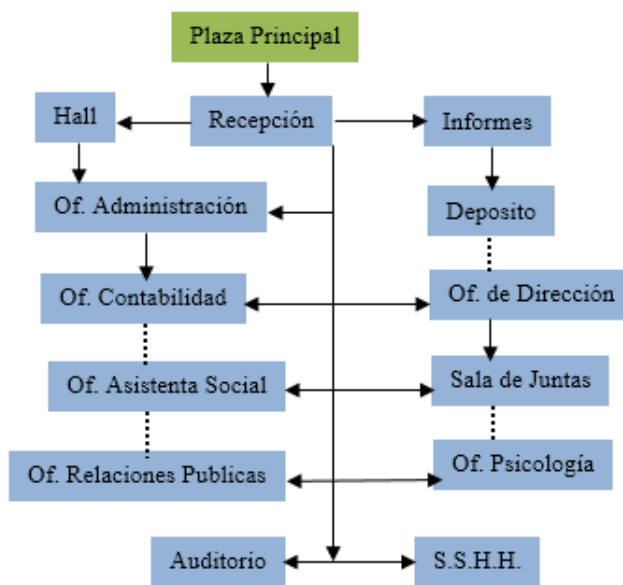 Plaza Principal
Hall
Recepción
Informes
Of. Administración
Deposito
Of. Contabilidad
Of. de Dirección
Of. Asistenta Social
Sala de Juntas
Of. Relaciones Publicas
Of. Psicología
Auditorio
S.S.H.H.